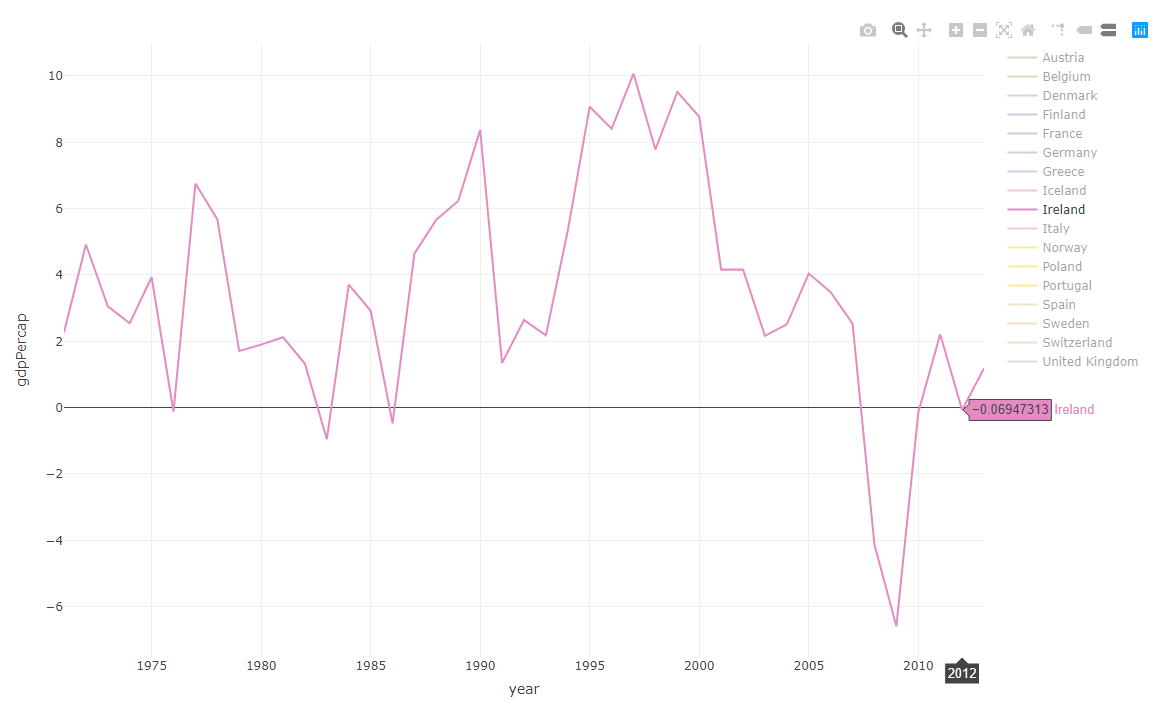 Austria
Belgium
Denmark
Finland
France
Germany
Greece
Iceland
Ireland
Italy
Norway
Poland
Portugal
Spain
Sweden
Switzerland
United Kingdom
10
8
6
4
2
0
−2
−4
−6
gdpPercap
−0.06947313 Ireland
1975 1980 1985 1990 1995 2000 2005 2010
2012
year